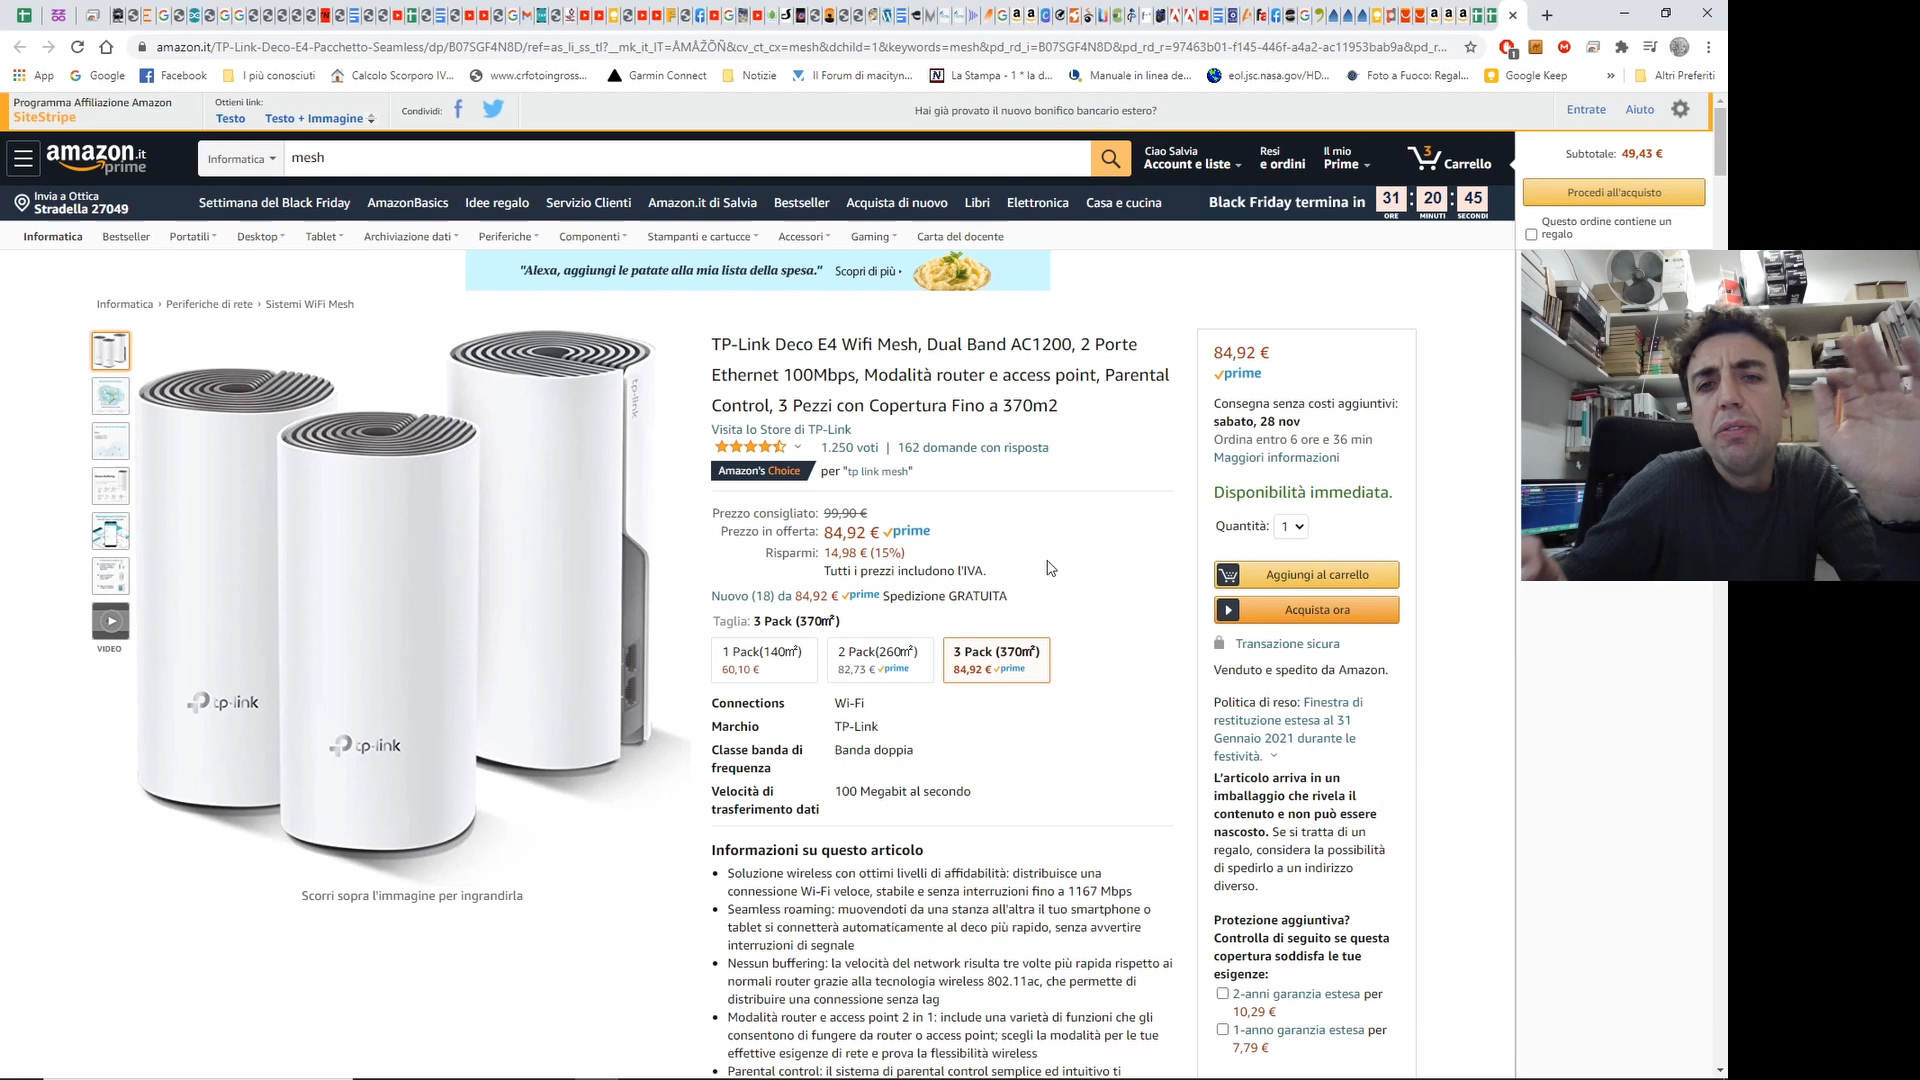 amazon.it/TP-Link-Deco-E4-Pacchetto-Seamless/dp/B07SGF4N8D/ref=as_li_ss_tl?__mk_it_IT=ÅMÅŽÕÑ&cv_ct_cx=mesh&dchild=1&keywords=mesh&pd_rd_i=B07SGF4N8D&pd_rd_r=97463b01-f145-446f-a4a2-ac11953bab9a&pd_r...
App Google Facebook I più conosciuti Calcolo Scorporo IV... www.crfotoingross... Garmin Connect Notizie Il Forum di macityn... La Stampa - 1 * la d... Manuale in linea de... eol.jsc.nasa.gov/HD... Foto a Fuoco: Regal... Google Keep » Altri Preferiti
Programma Affiliazione Amazon
SiteStripe
Ottieni link:
Testo Testo + Immagine
Condividi:
Hai già provato il nuovo bonifico bancario estero?
Entrate Aiuto
amazon.it
prime
Informatica
mesh
Ciao Salvia
Account e liste
Resi
e ordini
Il mio
Prime
3
Carrello
Subtotale: 49,43 €
Procedi all'acquisto
Questo ordine contiene un
regalo
Invia a Ottica
Stradella 27049
Settimana del Black Friday AmazonBasics Idee regalo Servizio Clienti Amazon.it di Salvia Bestseller Acquista di nuovo Libri Elettronica Casa e cucina
Black Friday termina in 31 : 20 : 45
ORE MINUTI SECONDI
Informatica Bestseller Portatili Desktop Tablet Archiviazione dati Periferiche Componenti Stampanti e cartucce Accessori Gaming Carta del docente
"Alexa, aggiungi le patate alla mia lista della spesa." Scopri di più
Informatica › Periferiche di rete › Sistemi WiFi Mesh
VIDEO
tp-link
tp-link
tp-link
Scorri sopra l'immagine per ingrandirla
TP-Link Deco E4 Wifi Mesh, Dual Band AC1200, 2 Porte
Ethernet 100Mbps, Modalità router e access point, Parental
Control, 3 Pezzi con Copertura Fino a 370m2
Visita lo Store di TP-Link
1.250 voti | 162 domande con risposta
Amazon's Choice per "tp link mesh"
Prezzo consigliato: 99,90 €
Prezzo in offerta: 84,92 € prime
Risparmi: 14,98 € (15%)
Tutti i prezzi includono l'IVA.
Nuovo (18) da 84,92 € prime Spedizione GRATUITA
Taglia: 3 Pack (370㎡)
1 Pack(140㎡)
60,10 €
2 Pack(260㎡)
82,73 € prime
3 Pack (370㎡)
84,92 € prime
Connections Wi-Fi
Marchio TP-Link
Classe banda di
frequenza
Banda doppia
Velocità di
trasferimento dati
100 Megabit al secondo
Informazioni su questo articolo
• Soluzione wireless con ottimi livelli di affidabilità: distribuisce una
connessione Wi-Fi veloce, stabile e senza interruzioni fino a 1167 Mbps
• Seamless roaming: muovendoti da una stanza all'altra il tuo smartphone o
tablet si connetterà automaticamente al deco più rapido, senza avvertire
interruzioni di segnale
• Nessun buffering: la velocità del network risulta tre volte più rapida rispetto ai
normali router grazie alla tecnologia wireless 802.11ac, che permette di
distribuire una connessione senza lag
• Modalità router e access point 2 in 1: include una varietà di funzioni che gli
consentono di fungere da router o access point; scegli la modalità per le tue
effettive esigenze di rete e prova la flessibilità wireless
• Parental control: il sistema di parental control semplice ed intuitivo ti
84,92 €
prime
Consegna senza costi aggiuntivi:
sabato, 28 nov
Ordina entro 6 ore e 36 min
Maggiori informazioni
Disponibilità immediata.
Quantità: 1
Aggiungi al carrello
Acquista ora
Transazione sicura
Venduto e spedito da Amazon.
Politica di reso: Finestra di
restituzione estesa al 31
Gennaio 2021 durante le
festività.
L'articolo arriva in un
imballaggio che rivela il
contenuto e non può essere
nascosto. Se si tratta di un
regalo, considera la possibilità
di spedirlo a un indirizzo
diverso.
Protezione aggiuntiva?
Controlla di seguito se questa
copertura soddisfa le tue
esigenze:
2-anni garanzia estesa per
10,29 €
1-anno garanzia estesa per
7,79 €